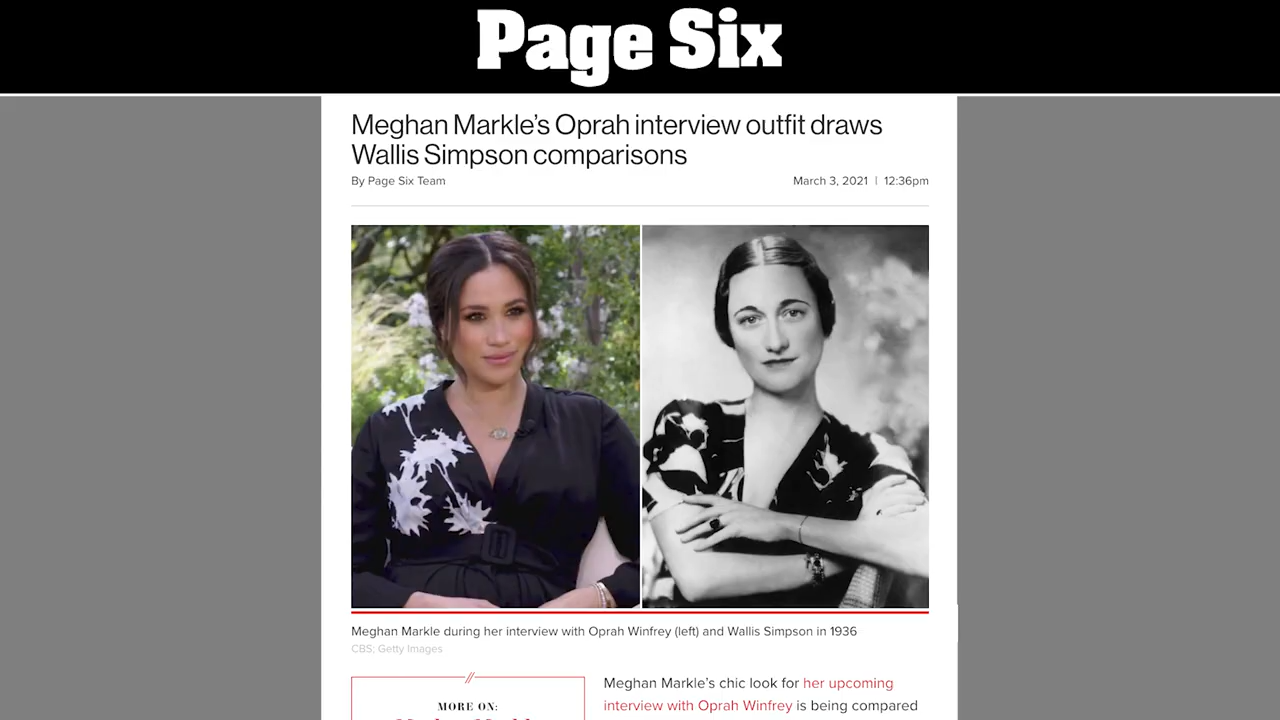 Page Six
Meghan Markle's Oprah interview outfit draws
Wallis Simpson comparisons
By Page Six Team
March 3, 2021 | 12:36pm
Meghan Markle during her interview with Oprah Winfrey (left) and Wallis Simpson in 1936
CBS; Getty Images
MORE ON:
Meghan Markle's chic look for her upcoming
interview with Oprah Winfrey is being compared